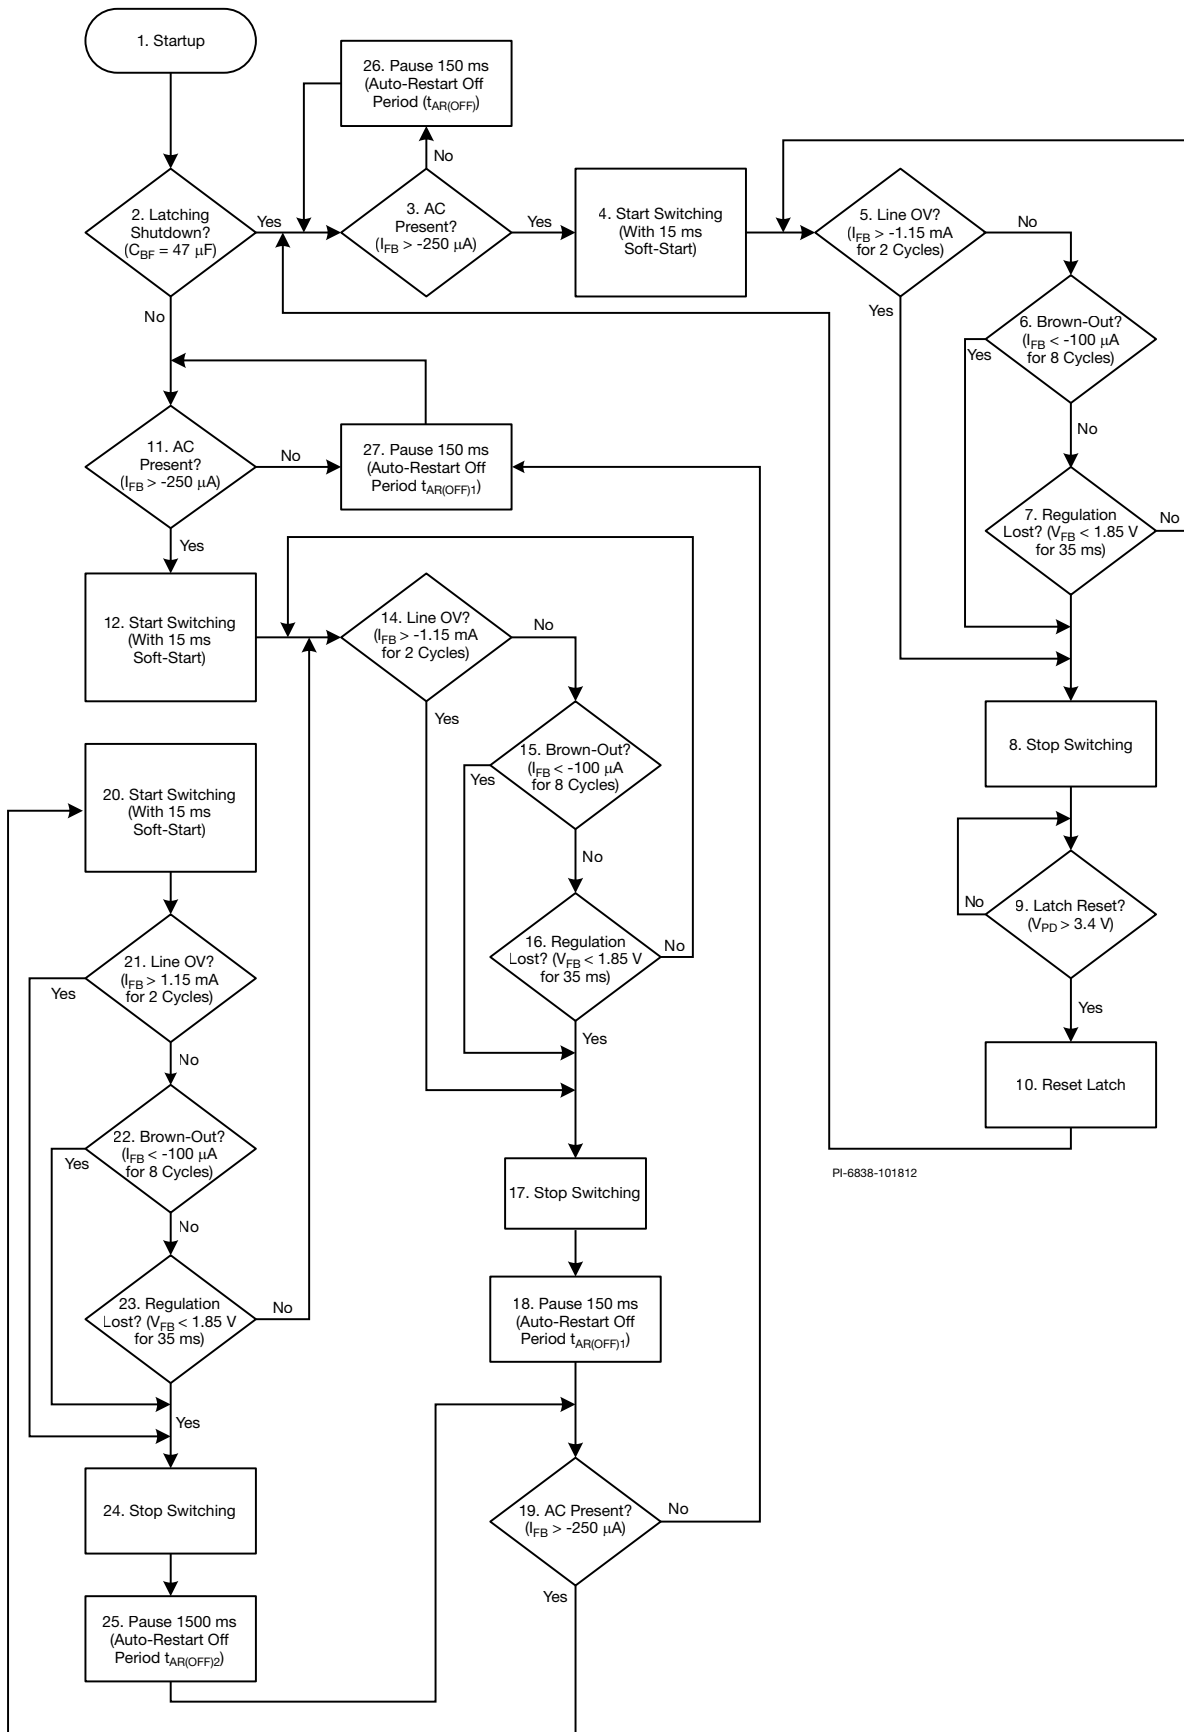 1. Startup
2. Latching
Shutdown?
(CBF = 47 µF)
Yes
No
26. Pause 150 ms
(Auto-Restart Off
Period (tAR(OFF))
No
3. AC
Present?
(IFB > -250 µA)
Yes
4. Start Switching
(With 15 ms
Soft-Start)
5. Line OV?
(IFB > -1.15 mA
for 2 Cycles)
No
Yes
6. Brown-Out?
(IFB < -100 µA
for 8 Cycles)
Yes
No
7. Regulation
Lost? (VFB < 1.85 V
for 35 ms)
No
Yes
8. Stop Switching
9. Latch Reset?
(VPD > 3.4 V)
No
Yes
10. Reset Latch
PI-6838-101812
11. AC
Present?
(IFB > -250 µA)
No
Yes
27. Pause 150 ms
(Auto-Restart Off
Period tAR(OFF)1)
12. Start Switching
(With 15 ms
Soft-Start)
14. Line OV?
(IFB > -1.15 mA
for 2 Cycles)
No
Yes
15. Brown-Out?
(IFB < -100 µA
for 8 Cycles)
Yes
No
16. Regulation
Lost? (VFB < 1.85 V
for 35 ms)
No
Yes
17. Stop Switching
18. Pause 150 ms
(Auto-Restart Off
Period tAR(OFF)1)
19. AC Present?
(IFB > -250 µA)
No
Yes
20. Start Switching
(With 15 ms
Soft-Start)
21. Line OV?
(IFB > 1.15 mA
for 2 Cycles)
Yes
No
22. Brown-Out?
(IFB < -100 µA
for 8 Cycles)
Yes
No
23. Regulation
Lost? (VFB < 1.85 V
for 35 ms)
No
Yes
24. Stop Switching
25. Pause 1500 ms
(Auto-Restart Off
Period tAR(OFF)2)